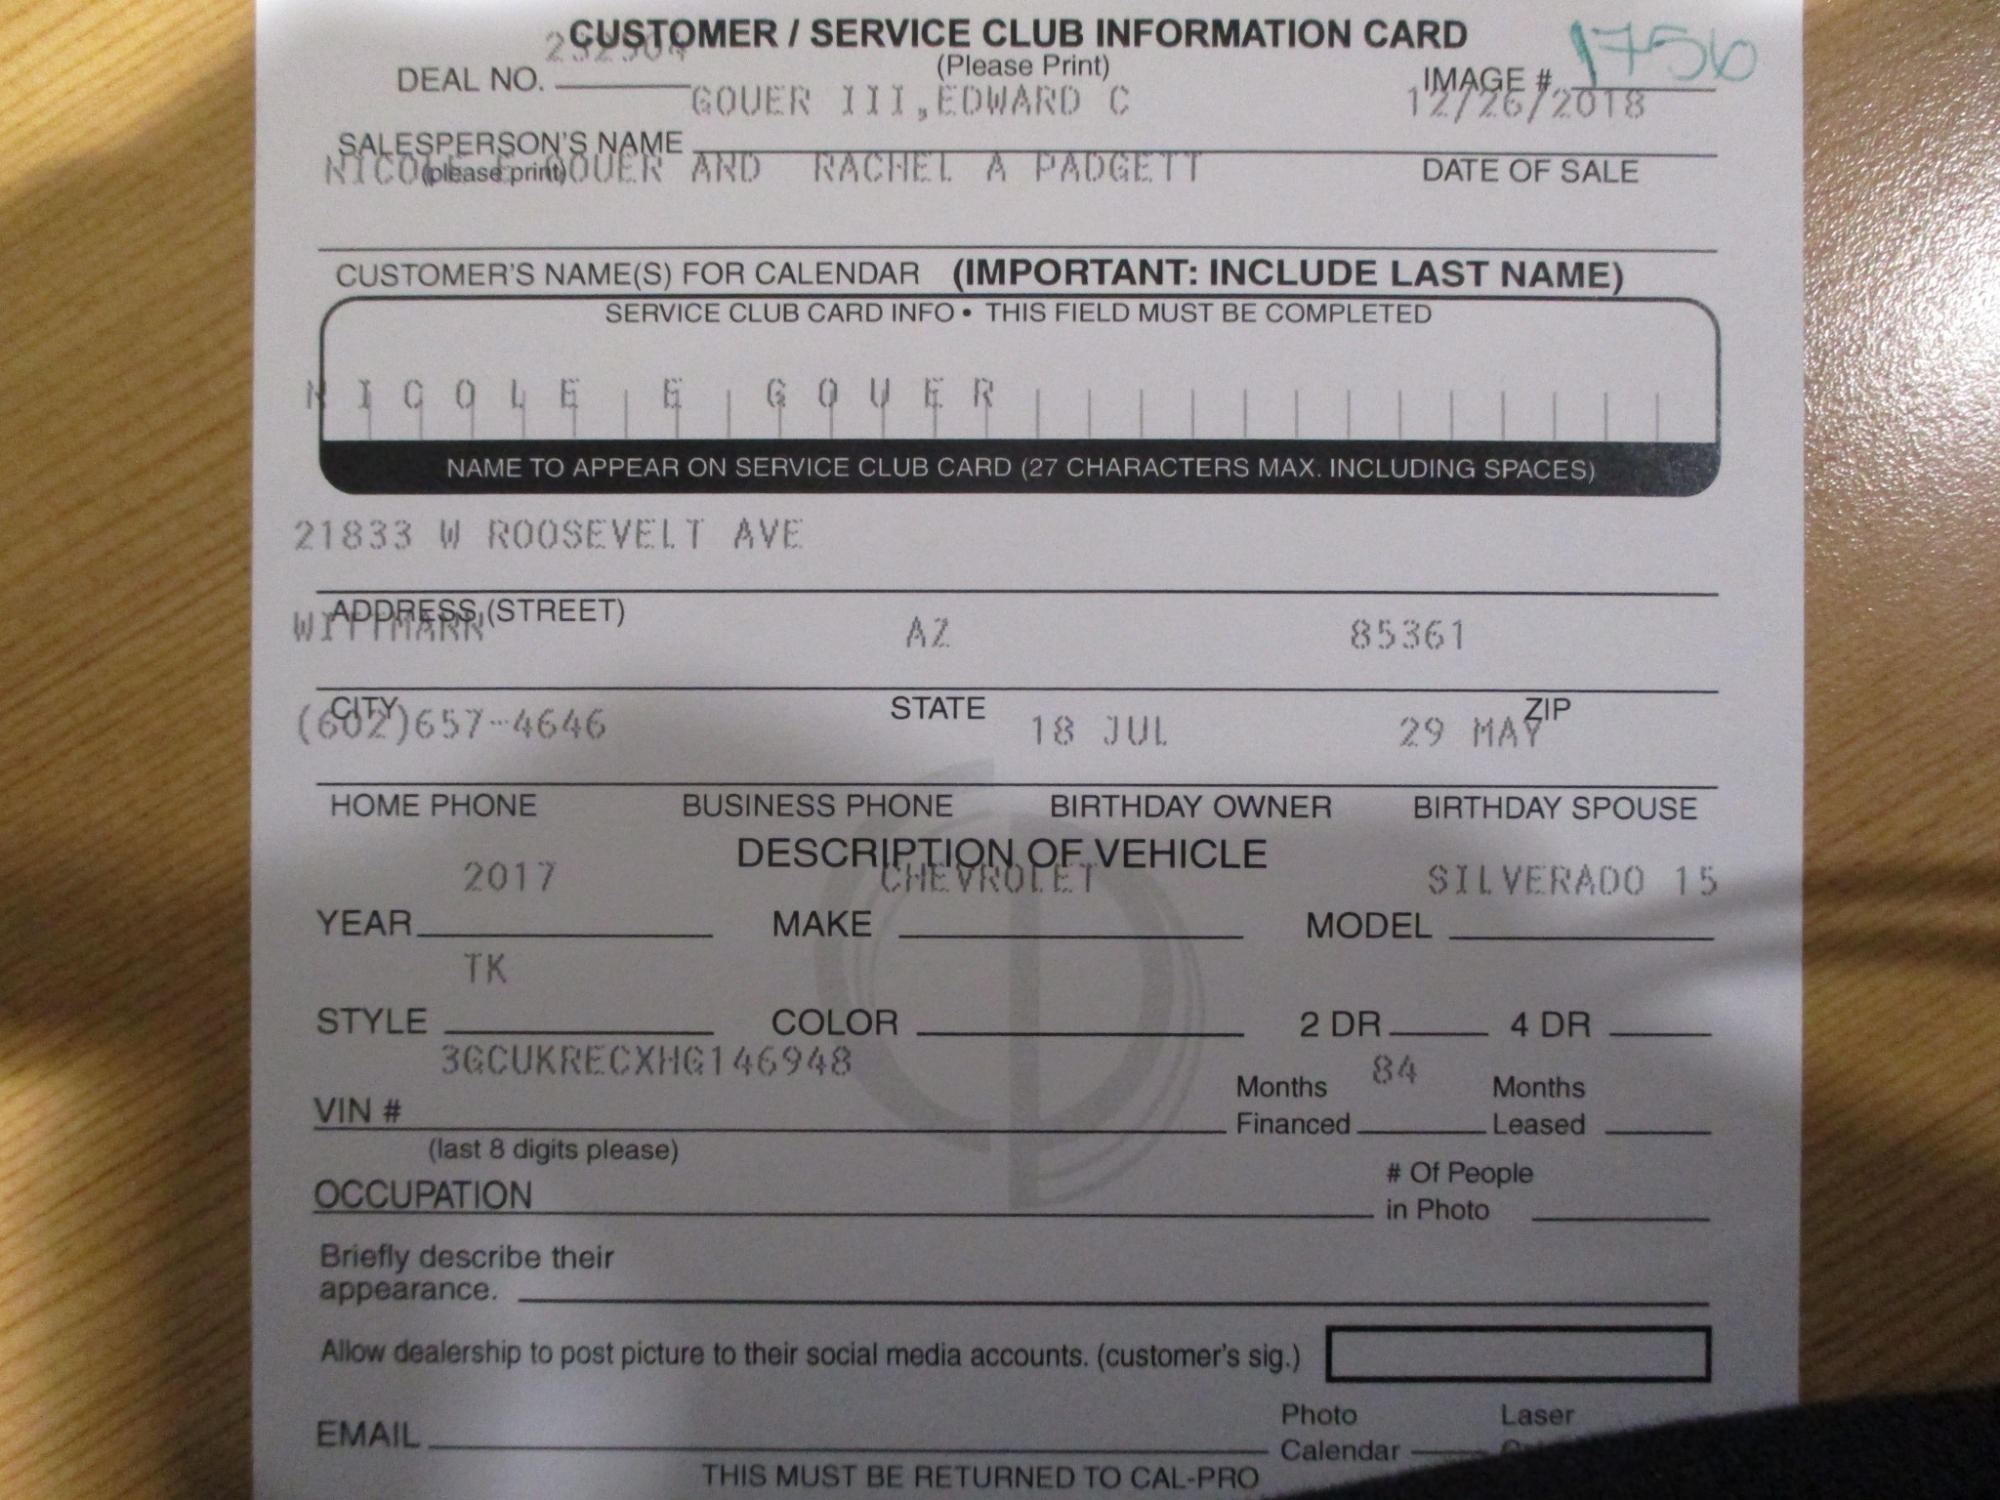 CUSTOMER / SERVICE CLUB INFORMATION CARD
(Please Print)
DEAL NO. IMAGE # 1756
GOUER III,EDWARD C 12/26/2018
SALESPERSON'S NAME
(please print) DATE OF SALE
NICOLE E GOUER AND RACHEL A PADGETT
CUSTOMER'S NAME(S) FOR CALENDAR (IMPORTANT: INCLUDE LAST NAME)
SERVICE CLUB CARD INFO • THIS FIELD MUST BE COMPLETED
NICOLE E GOUER
NAME TO APPEAR ON SERVICE CLUB CARD (27 CHARACTERS MAX. INCLUDING SPACES)
21833 W ROOSEVELT AVE
ADDRESS (STREET)
WITTMANN AZ 85361
CITY STATE ZIP
(602)657-4646 18 JUL 29 MAY
HOME PHONE BUSINESS PHONE BIRTHDAY OWNER BIRTHDAY SPOUSE
DESCRIPTION OF VEHICLE
2017 CHEVROLET SILVERADO 15
YEAR MAKE MODEL
TK
STYLE COLOR 2 DR 4 DR
3GCUKRECXHG146948 84
VIN # Months Financed Months Leased
(last 8 digits please)
OCCUPATION # Of People in Photo
Briefly describe their
appearance.
Allow dealership to post picture to their social media accounts. (customer's sig.)
EMAIL Photo Calendar Laser
THIS MUST BE RETURNED TO CAL-PRO